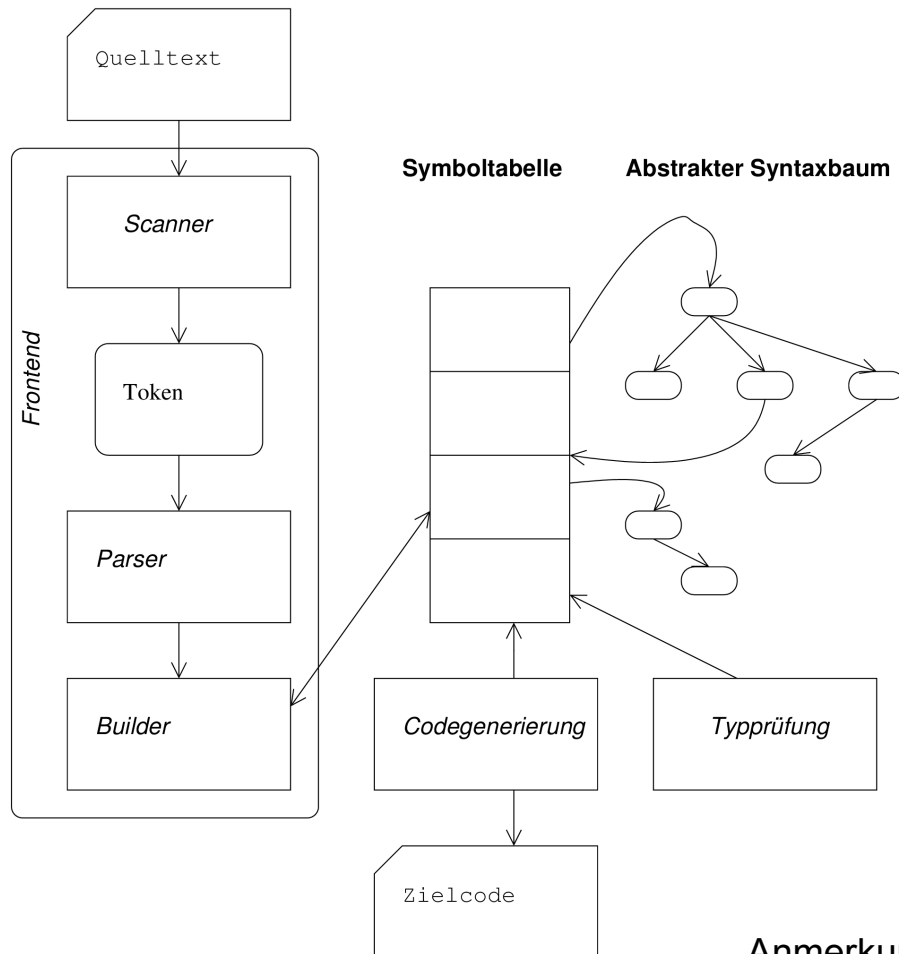 Quelltext
Symboltabelle
Abstrakter Syntaxbaum
Scanner
Frontend
Token
Parser
Builder
Codegenerierung
Typprüfung
Zielcode